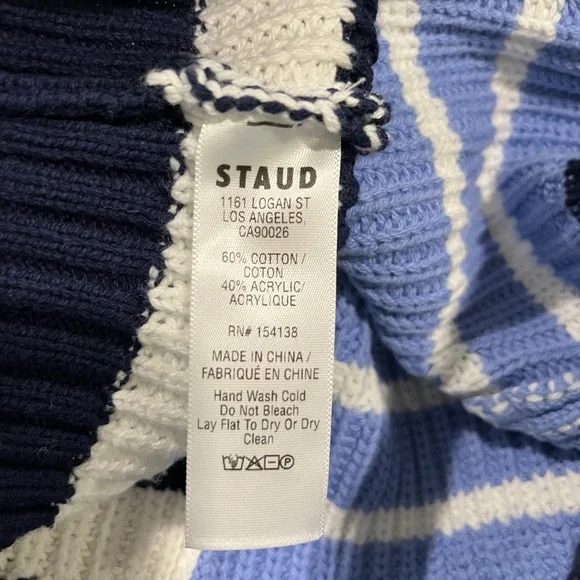 STAUD
1161 LOGAN ST
LOS ANGELES,
CA90026
60% COTTON /
COTON
40% ACRYLIC/
ACRYLIQUE
RN# 154138
MADE IN CHINA /
FABRIQUÉ EN CHINE
Hand Wash Cold
Do Not Bleach
Lay Flat To Dry Or Dry
Clean